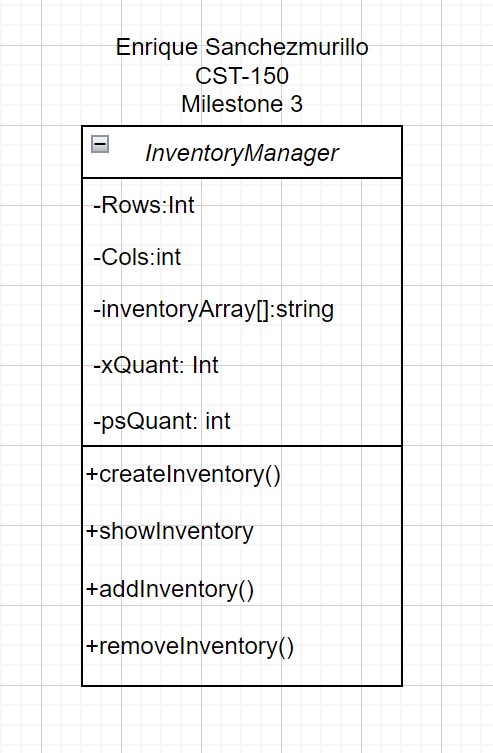 Enrique Sanchezmurillo
CST-150
Milestone 3
InventoryManager
-Rows:Int
-Cols:int
-inventoryArray[]:string
-xQuant: Int
-psQuant: int
+createInventory()
+showInventory
+addInventory()
+removeInventory()